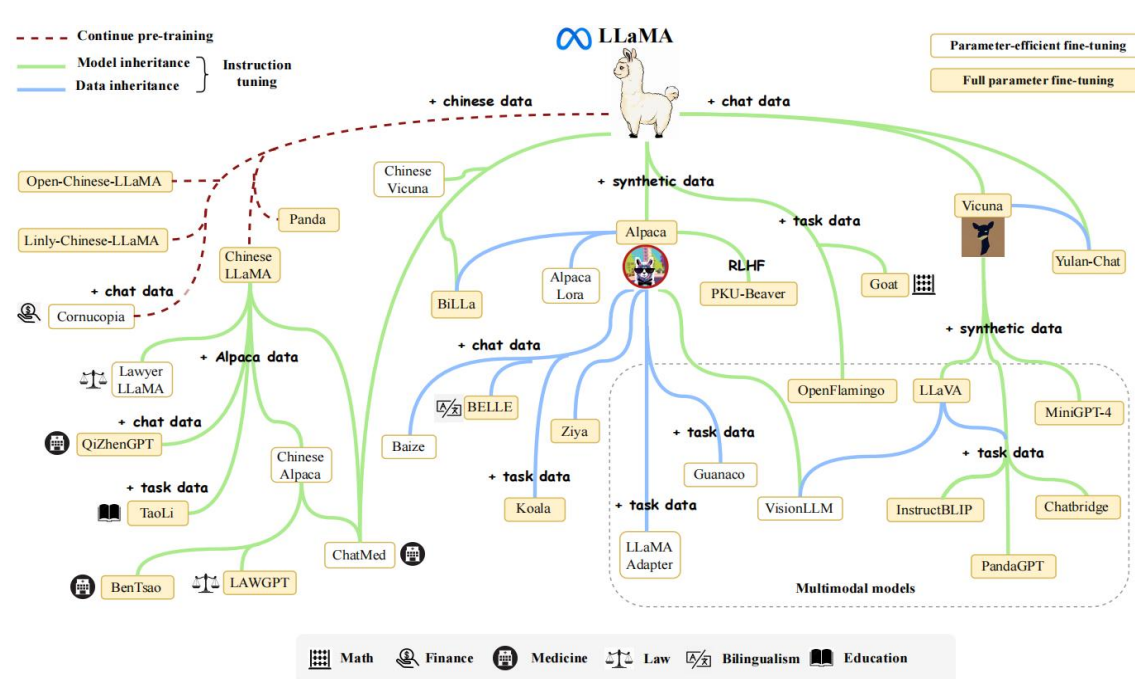 LLaMA
Continue pre-training
Model inheritance
Data inheritance
Instruction
tuning
Parameter-efficient fine-tuning
Full parameter fine-tuning
+ chinese data
+ chat data
Open-Chinese-LLaMA
Linly-Chinese-LLaMA
Panda
Chinese
LLaMA
Chinese
Vicuna
+ synthetic data
+ task data
Vicuna
Alpaca
Yulan-Chat
+ chat data
Cornucopia
BiLLa
Alpaca
Lora
RLHF
PKU-Beaver
Goat
+ Alpaca data
+ chat data
+ synthetic data
Lawyer
LLaMA
OpenFlamingo
LLaVA
MiniGPT-4
+ chat data
QiZhenGPT
BELLE
Ziya
Baize
Chinese
Alpaca
+ task data
+ task data
Guanaco
+ task data
TaoLi
+ task data
Koala
+ task data
VisionLLM
InstructBLIP
Chatbridge
ChatMed
LLaMA
Adapter
PandaGPT
BenTsao
LAWGPT
Multimodal models
Math
Finance
Medicine
Law
Bilingualism
Education